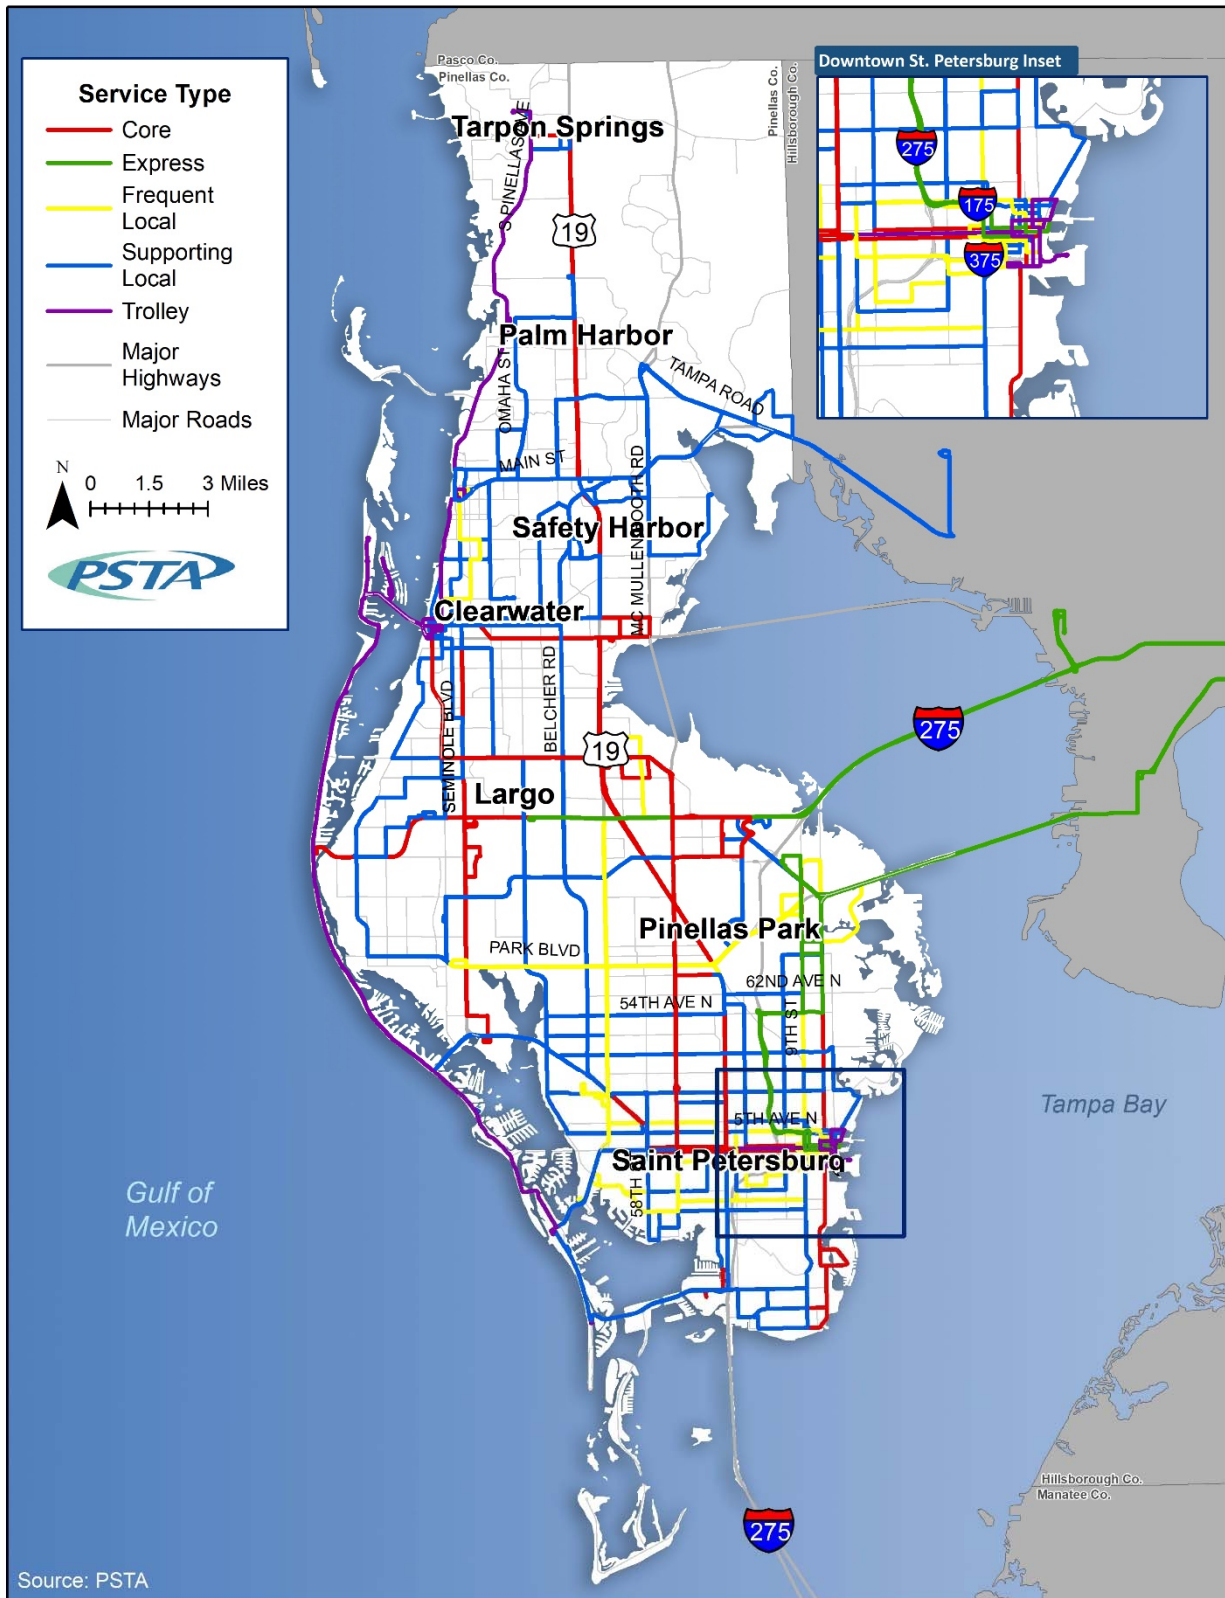 Service Type
Core
Express
Frequent
Local
Supporting
Local
Trolley
Major
Highways
Major Roads
N
0 1.5 3 Miles
PSTA
Pasco Co.
Pinellas Co.
Pinellas Co.
Hillsborough Co.
Downtown St. Petersburg Inset
275
175
375
Tarpon Springs
S PINELLAS AVE
19
Palm Harbor
OMAHA ST
TAMPA ROAD
MAIN ST
MC MULLEN BOOTH RD
Safety Harbor
Clearwater
SEMINOLE BLVD
BELCHER RD
19
275
Largo
Pinellas Park
PARK BLVD
62ND AVE N
54TH AVE N
9TH ST
5TH AVE N
Saint Petersburg
58TH ST
Tampa Bay
Gulf of
Mexico
Hillsborough Co.
Manatee Co.
275
Source: PSTA